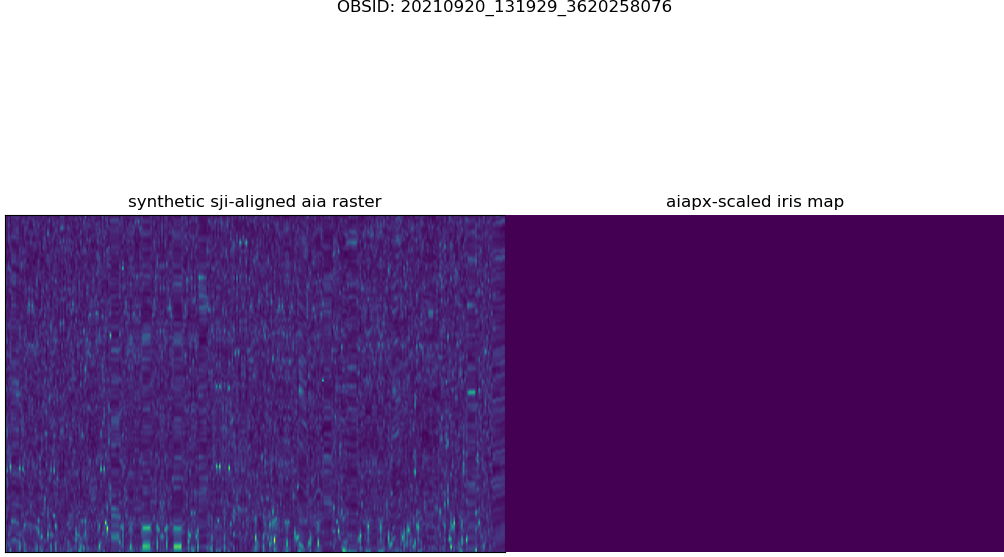 OBSID: 20210920_131929_3620258076
synthetic sji-aligned aia raster
aiapx-scaled iris map